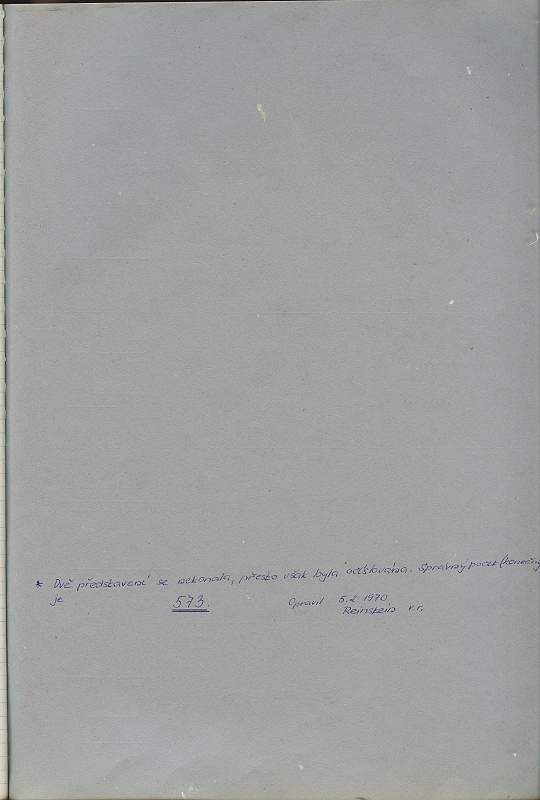 * Dvě představení se nekonala, přesto však byla očíslována. Správný počet (konečný
je 573.
Opravil 5.2.1970
Reinstein v.r.